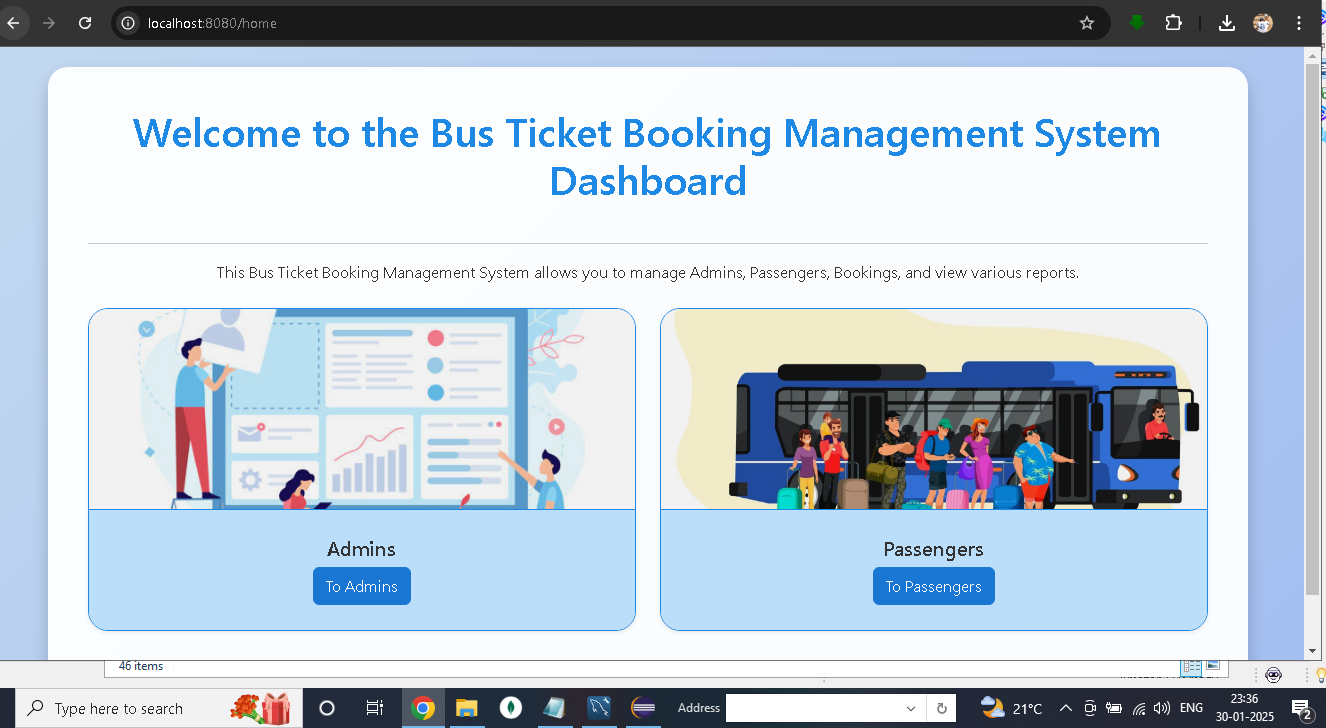 localhost:8080/home
Welcome to the Bus Ticket Booking Management System
Dashboard
This Bus Ticket Booking Management System allows you to manage Admins, Passengers, Bookings, and view various reports.
Admins
To Admins
Passengers
To Passengers
46 items
Type here to search
Address
21°C
ENG
23:36
30-01-2025
2